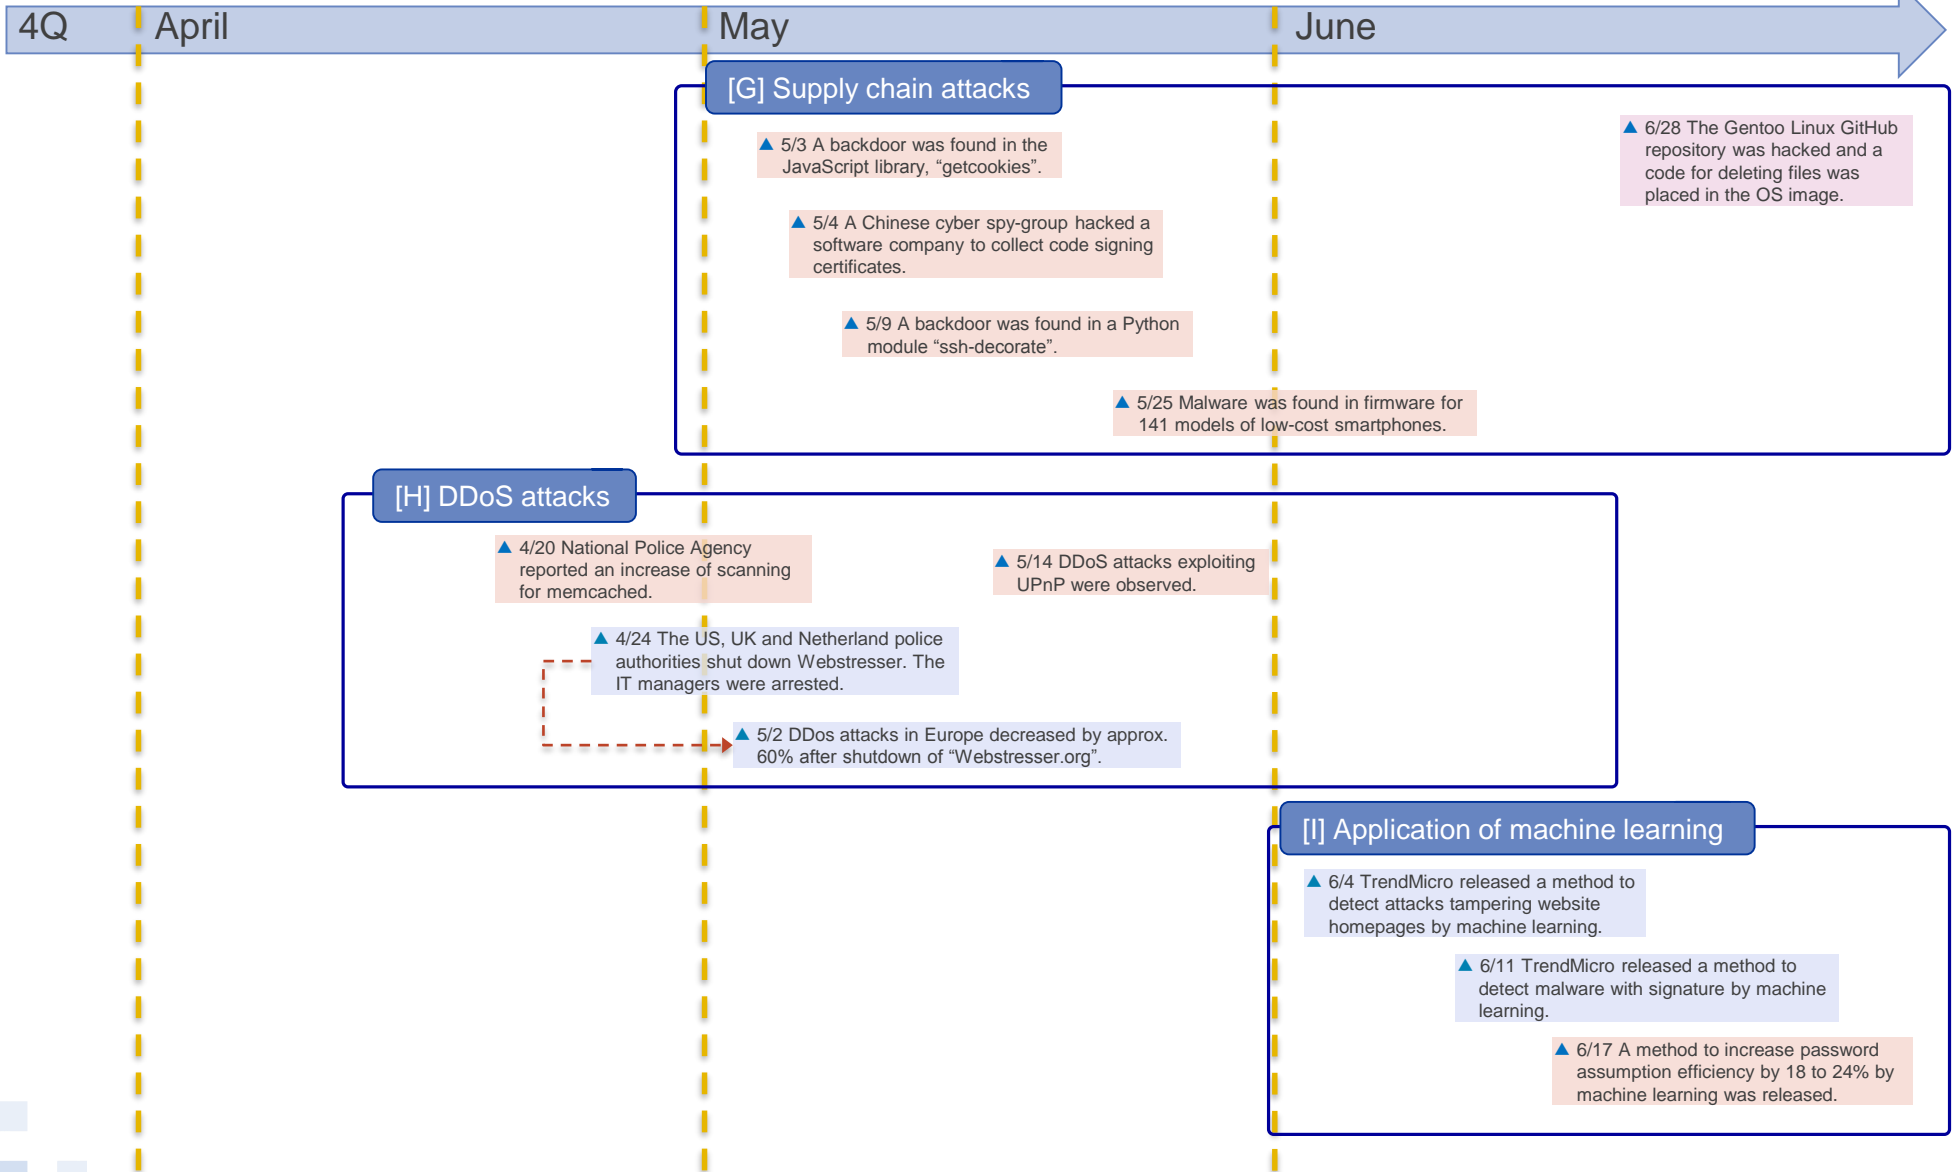 4Q
April
May
June
[G] Supply chain attacks
▲ 5/3 A backdoor was found in the
JavaScript library, “getcookies”.
▲ 6/28 The Gentoo Linux GitHub
repository was hacked and a
code for deleting files was
placed in the OS image.
▲ 5/4 A Chinese cyber spy-group hacked a
software company to collect code signing
certificates.
▲ 5/9 A backdoor was found in a Python
module “ssh-decorate”.
▲ 5/25 Malware was found in firmware for
141 models of low-cost smartphones.
[H] DDoS attacks
▲ 4/20 National Police Agency
reported an increase of scanning
for memcached.
▲ 5/14 DDoS attacks exploiting
UPnP were observed.
▲ 4/24 The US, UK and Netherland police
authorities shut down Webstresser. The
IT managers were arrested.
▲ 5/2 DDos attacks in Europe decreased by approx.
60% after shutdown of “Webstresser.org”.
[I] Application of machine learning
▲ 6/4 TrendMicro released a method to
detect attacks tampering website
homepages by machine learning.
▲ 6/11 TrendMicro released a method to
detect malware with signature by machine
learning.
▲ 6/17 A method to increase password
assumption efficiency by 18 to 24% by
machine learning was released.